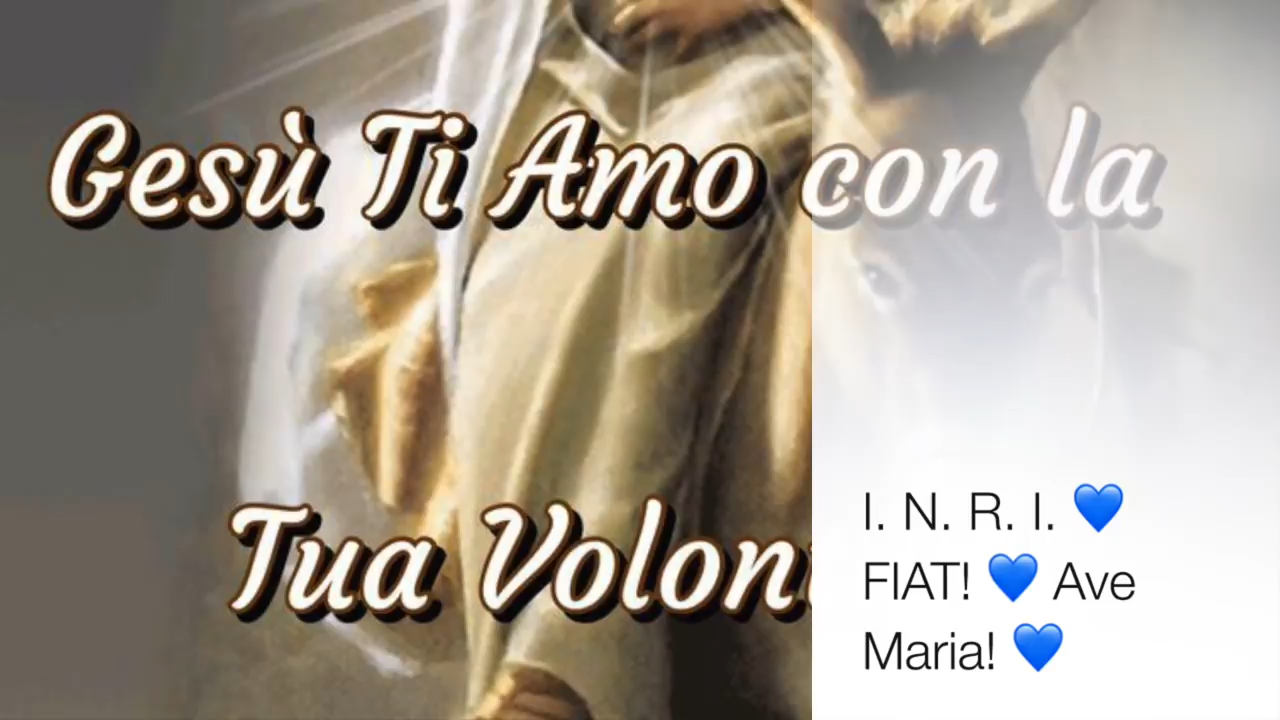 Gesù Ti Amo con la
Tua Volon
I. N. R. I. 💙
FIAT! 💙 Ave
Maria! 💙